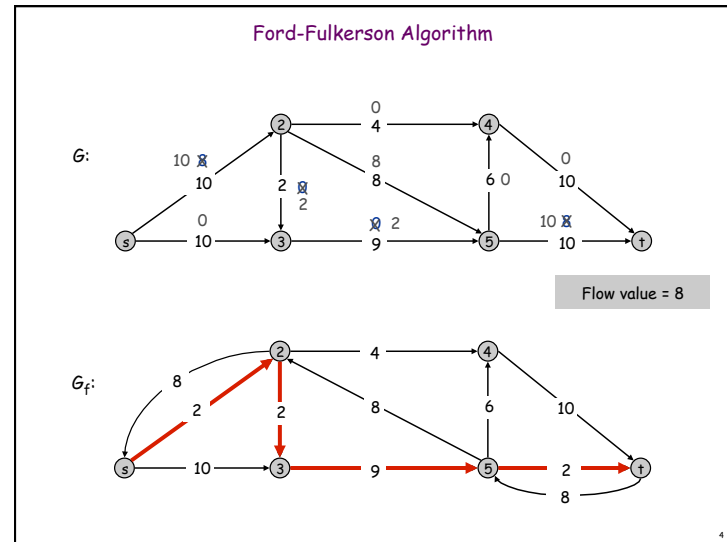 Ford-Fulkerson Algorithm
0
2 4 4
G:
10 8 8 0
10 2 0 8 6 0 10
2
0 0 2 10 8
s 10 3 9 5 10 t
Flow value = 8
2 4 4
Gf:
8 2 2 8 6 10
s 10 3 9 5 2 t
8
4